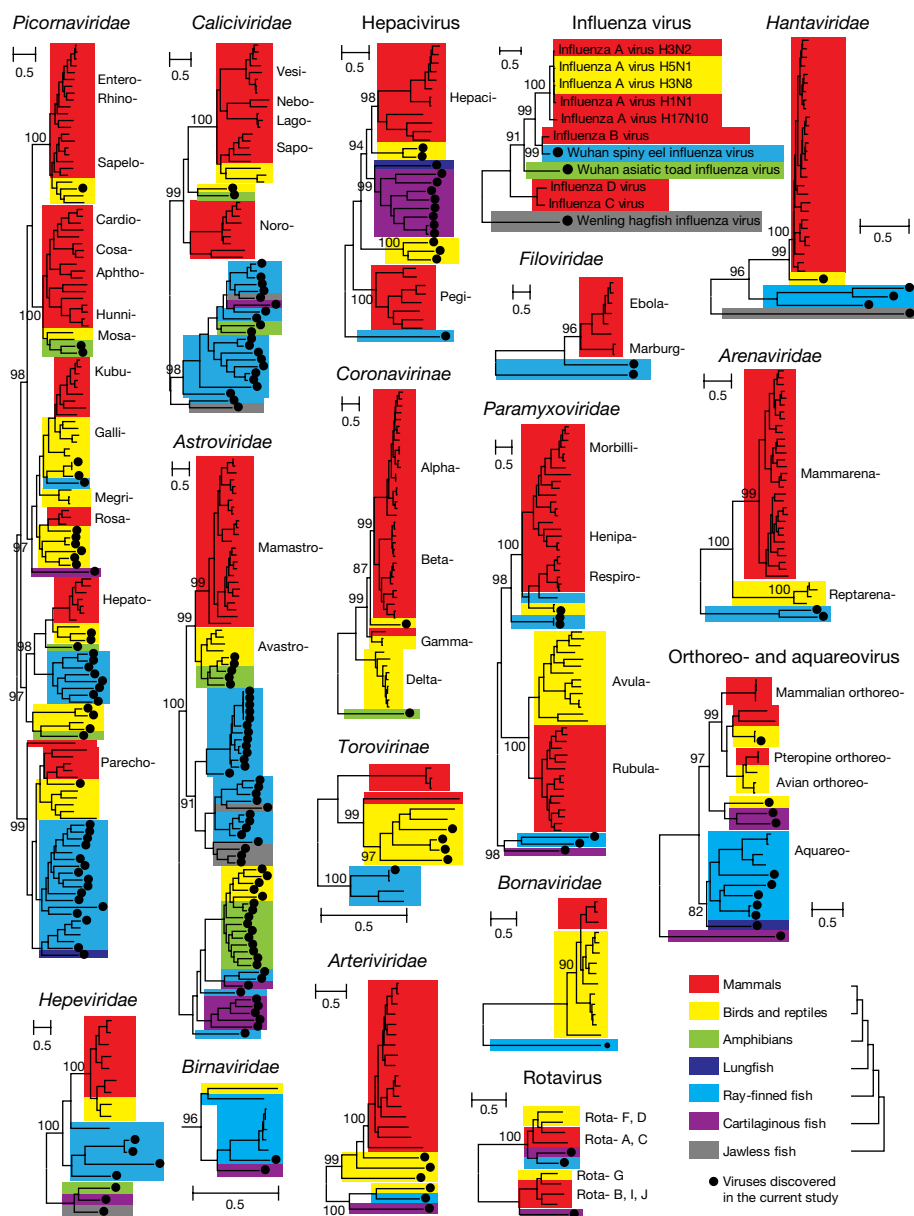 Picornaviridae
0.5
Entero-
Rhino-
100
Sapelo-
Cardio-
Cosa-
Aphtho-
Hunni-
100
Mosa-
98
Kubu-
Galli-
Megri-
Rosa-
97
Hepato-
98
97
Parecho-
99
Caliciviridae
0.5
Vesi-
Nebo-
100
Lago-
Sapo-
99
Noro-
98
Hepacivirus
0.5
98
Hepaci-
94
99
100
100
Pegi-
Influenza virus
0.5
Influenza A virus H3N2
Influenza A virus H5N1
100
Influenza A virus H3N8
Influenza A virus H1N1
99
Influenza A virus H17N10
91
Influenza B virus
99
Wuhan spiny eel influenza virus
Wuhan asiatic toad influenza virus
Influenza D virus
Influenza C virus
Wenling hagfish influenza virus
Hantaviridae
100
0.5
99
96
Filoviridae
0.5
Ebola-
96
Marburg-
Astroviridae
0.5
Mamastro-
99
99
Avastro-
100
91
Coronavirinae
0.5
Alpha-
99
Beta-
87
99
Gamma-
Delta-
Paramyxoviridae
0.5
Morbilli-
Henipa-
100
Respiro-
98
Avula-
100
Rubula-
98
Arenaviridae
0.5
Mammarena-
99
100
100
Reptarena-
Torovirinae
99
97
100
0.5
Orthoreo- and aquareovirus
Mammalian orthoreo-
99
97
Pteropine orthoreo-
Avian orthoreo-
Aquareo-
82
0.5
Bornaviridae
0.5
90
Hepeviridae
0.5
100
100
Birnaviridae
96
0.5
Arteriviridae
0.5
100
99
100
Rotavirus
0.5
Rota- F, D
100
Rota- A, C
Rota- G
Rota- B, I, J
Mammals
Birds and reptiles
Amphibians
Lungfish
Ray-finned fish
Cartilaginous fish
Jawless fish
Viruses discovered
in the current study